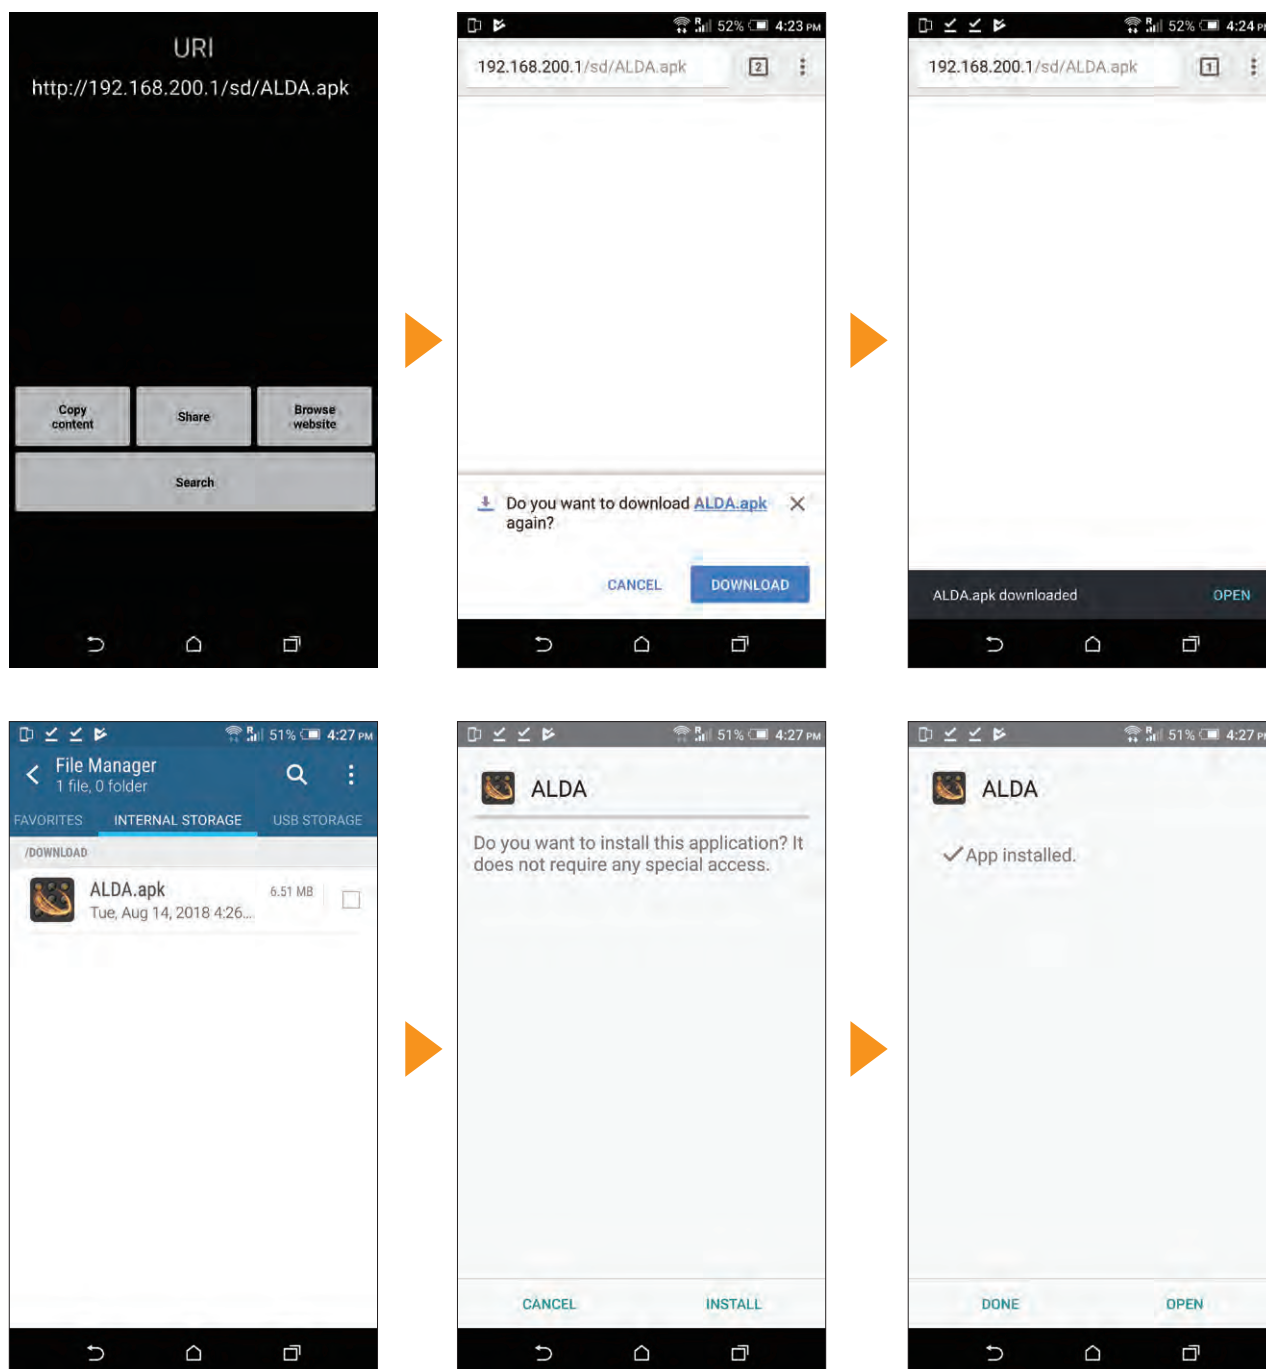 URI
http://192.168.200.1/sd/ALDA.apk
Copy
content
Share
Browse
website
Search
52% 4:23 PM
192.168.200.1/sd/ALDA.apk
2
Do you want to download ALDA.apk
again?
CANCEL
DOWNLOAD
R 52% 4:24 PM
192.168.200.1/sd/ALDA.apk
1
ALDA.apk downloaded
OPEN
R 51% 4:27 PM
File Manager
1 file, 0 folder
FAVORITES
INTERNAL STORAGE
USB STORAGE
/DOWNLOAD
ALDA.apk
6.51 MB
Tue, Aug 14, 2018 4:26...
R 51% 4:27 PM
ALDA
Do you want to install this application? It
does not require any special access.
CANCEL
INSTALL
R 51% 4:27 PM
ALDA
App installed.
DONE
OPEN